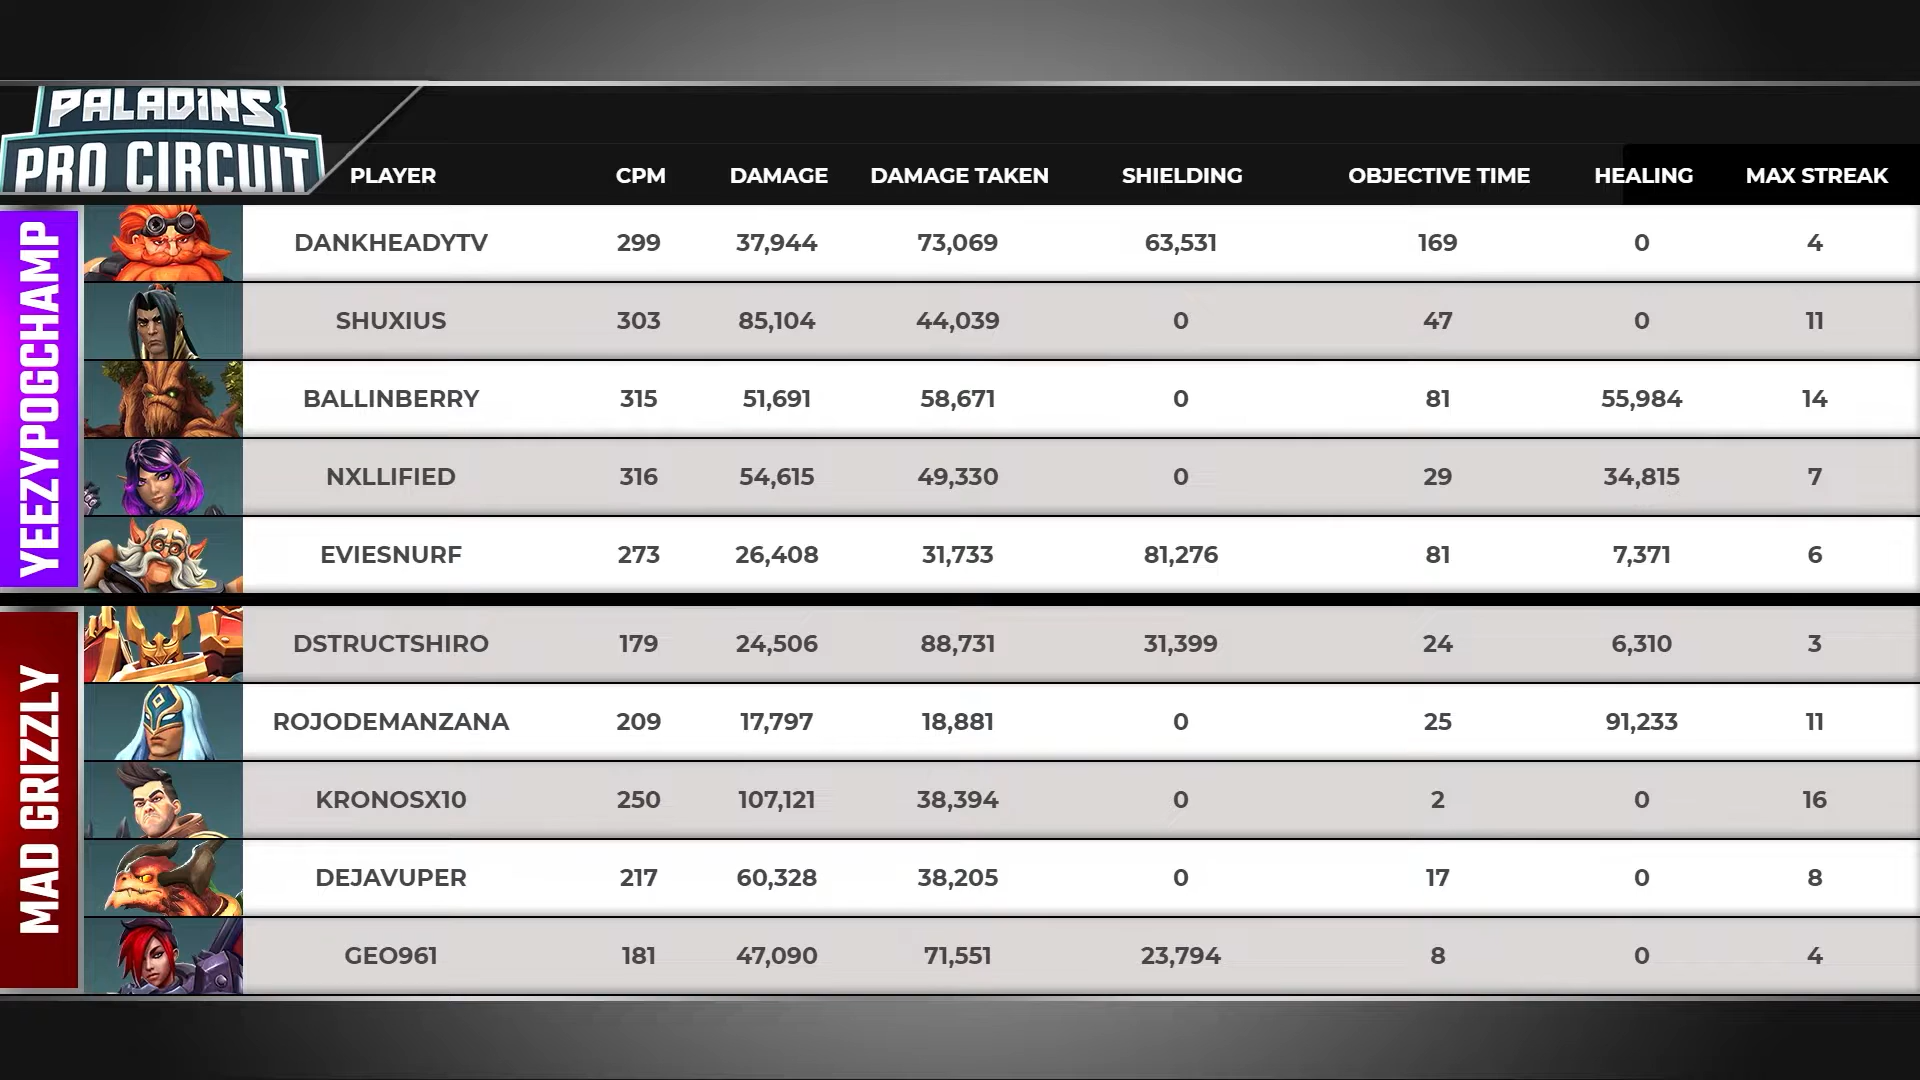 PALADINS
PRO CIRCUIT
PLAYER CPM DAMAGE DAMAGE TAKEN SHIELDING OBJECTIVE TIME HEALING MAX STREAK
YEEZYPOGCHAMP
DANKHEADYTV 299 37,944 73,069 63,531 169 0 4
SHUXIUS 303 85,104 44,039 0 47 0 11
BALLINBERRY 315 51,691 58,671 0 81 55,984 14
NXLLIFIED 316 54,615 49,330 0 29 34,815 7
EVIESNURF 273 26,408 31,733 81,276 81 7,371 6
MAD GRIZZLY
DSTRUCTSHIRO 179 24,506 88,731 31,399 24 6,310 3
ROJODEMANZANA 209 17,797 18,881 0 25 91,233 11
KRONOSX10 250 107,121 38,394 0 2 0 16
DEJAVUPER 217 60,328 38,205 0 17 0 8
GEO961 181 47,090 71,551 23,794 8 0 4